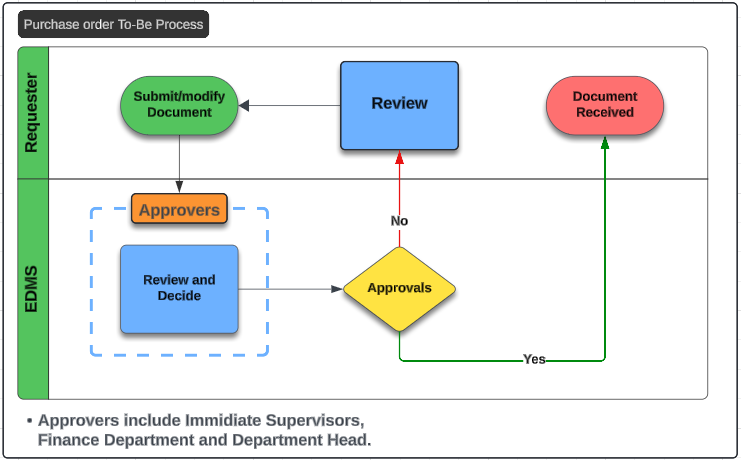 Purchase order To-Be Process
Requester
Submit/modify
Document
Review
Document
Received
EDMS
Approvers
Review and
Decide
No
Approvals
Yes
• Approvers include Immidiate Supervisors,
Finance Department and Department Head.